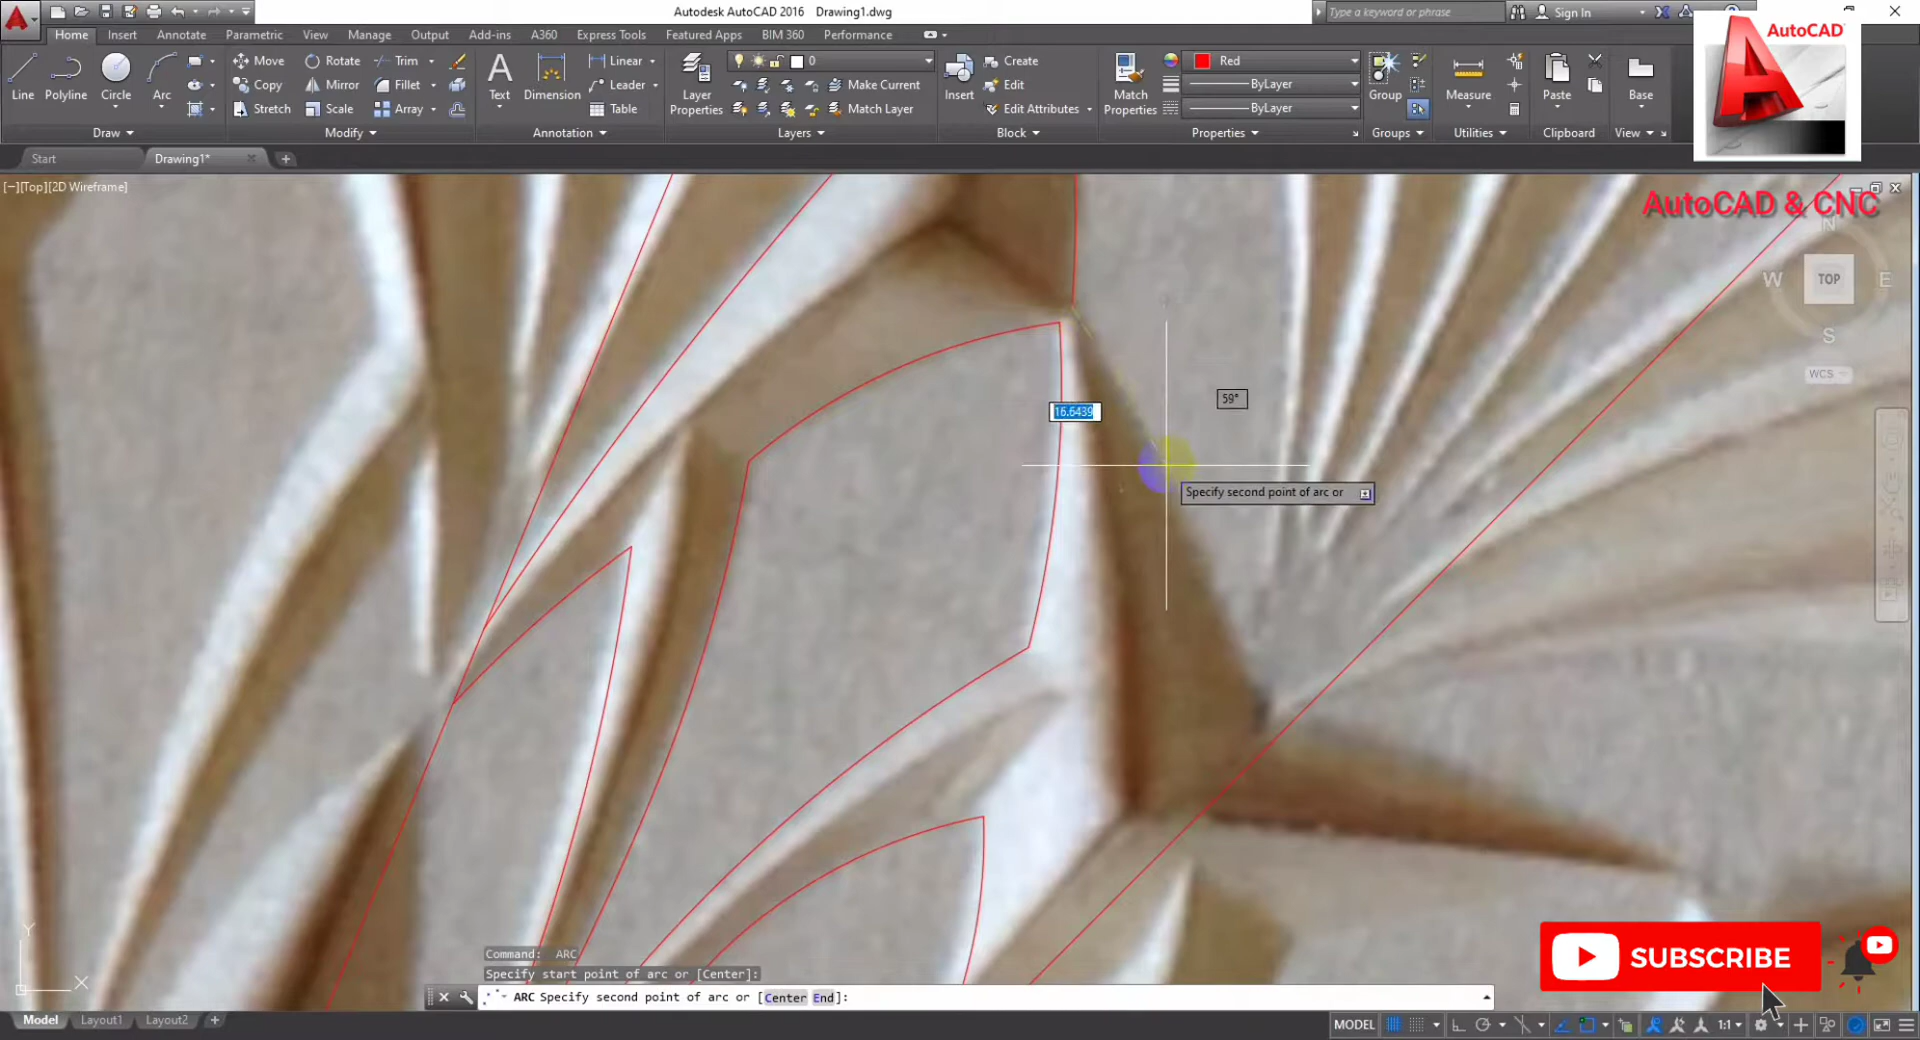 Autodesk AutoCAD 2016 Drawing1.dwg
Type a keyword or phrase
Sign In
Home Insert Annotate Parametric View Manage Output Add-ins A360 Express Tools Featured Apps BIM 360 Performance
Line Polyline Circle Arc
Move Rotate Trim
Copy Mirror Fillet
Stretch Scale Array
Text Dimension
Linear
Leader
Table
Layer Properties
0
Make Current
Match Layer
Insert
Create
Edit
Edit Attributes
Match Properties
Red
ByLayer
ByLayer
Group
Measure
Paste
Base
Draw Modify Annotation Layers Block Properties Groups Utilities Clipboard View
AutoCAD
Start Drawing1*
[−][Top][2D Wireframe]
AutoCAD & CNC
N
W TOP E
S
WCS
59°
16.6439
Specify second point of arc or
Y
X
Command: ARC
Specify start point of arc or [Center]:
ARC Specify second point of arc or [Center End]:
SUBSCRIBE
Model Layout1 Layout2
MODEL 1:1